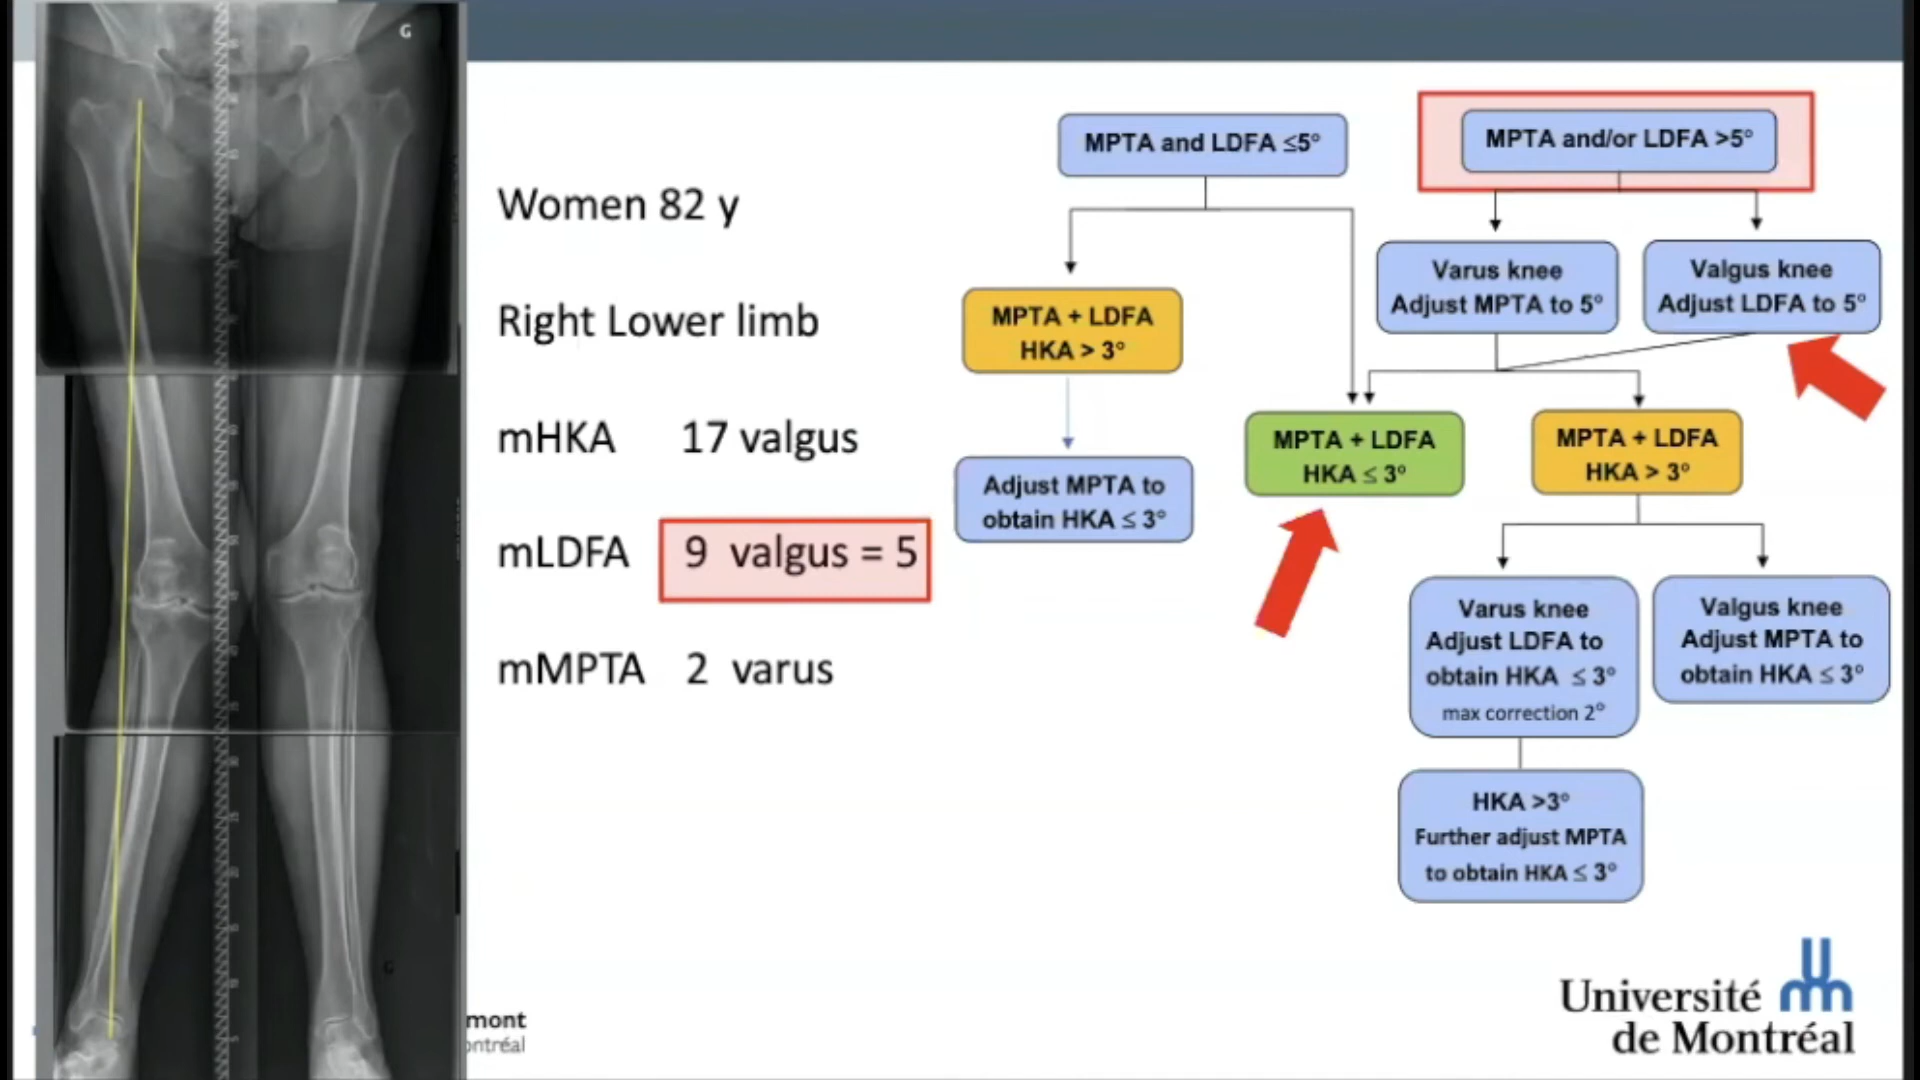 G
Women 82 y
Right Lower limb
mHKA 17 valgus
mLDFA 9 valgus = 5
mMPTA 2 varus
MPTA and LDFA ≤5°
MPTA and/or LDFA >5°
Varus knee
Adjust MPTA to 5°
Valgus knee
Adjust LDFA to 5°
MPTA + LDFA
HKA > 3°
Adjust MPTA to
obtain HKA ≤ 3°
MPTA + LDFA
HKA ≤ 3°
MPTA + LDFA
HKA > 3°
Varus knee
Adjust LDFA to
obtain HKA ≤ 3°
max correction 2°
Valgus knee
Adjust MPTA to
obtain HKA ≤ 3°
HKA >3°
Further adjust MPTA
to obtain HKA ≤ 3°
G
mont
ontréal
Université
de Montréal